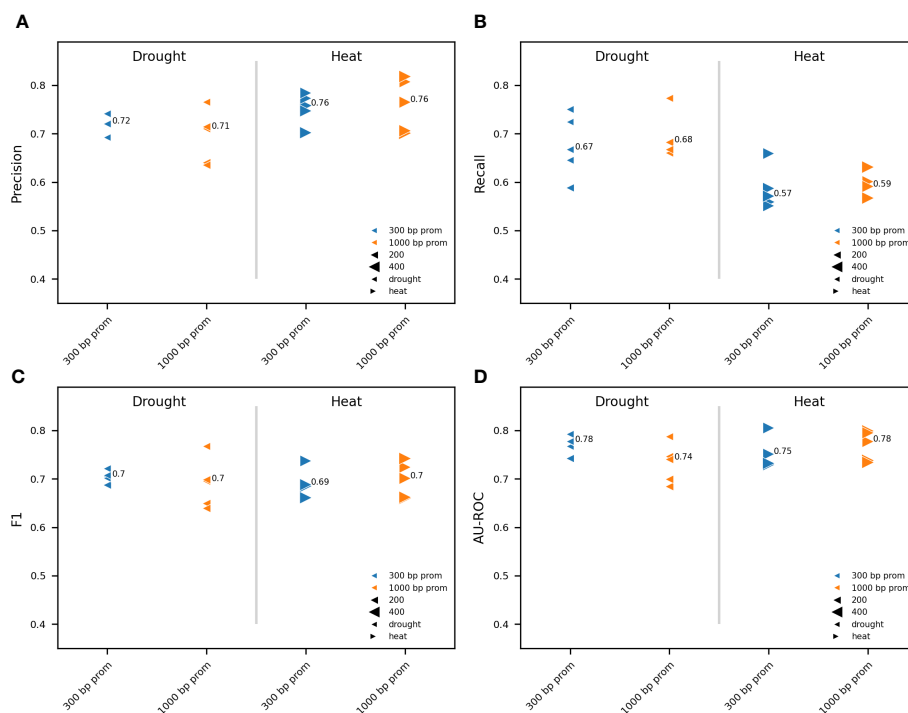 A
Drought Heat
0.8
0.7
0.6
0.5
0.4
Precision
0.72
0.71
0.76
0.76
300 bp prom
1000 bp prom
200
400
drought
heat
300 bp prom
1000 bp prom
300 bp prom
1000 bp prom
B
Drought Heat
0.8
0.7
0.6
0.5
0.4
Recall
0.67
0.68
0.57
0.59
300 bp prom
1000 bp prom
200
400
drought
heat
300 bp prom
1000 bp prom
300 bp prom
1000 bp prom
C
Drought Heat
0.8
0.7
0.6
0.5
0.4
F1
0.7
0.7
0.69
0.7
300 bp prom
1000 bp prom
200
400
drought
heat
300 bp prom
1000 bp prom
300 bp prom
1000 bp prom
D
Drought Heat
0.8
0.7
0.6
0.5
0.4
AU-ROC
0.78
0.74
0.75
0.78
300 bp prom
1000 bp prom
200
400
drought
heat
300 bp prom
1000 bp prom
300 bp prom
1000 bp prom